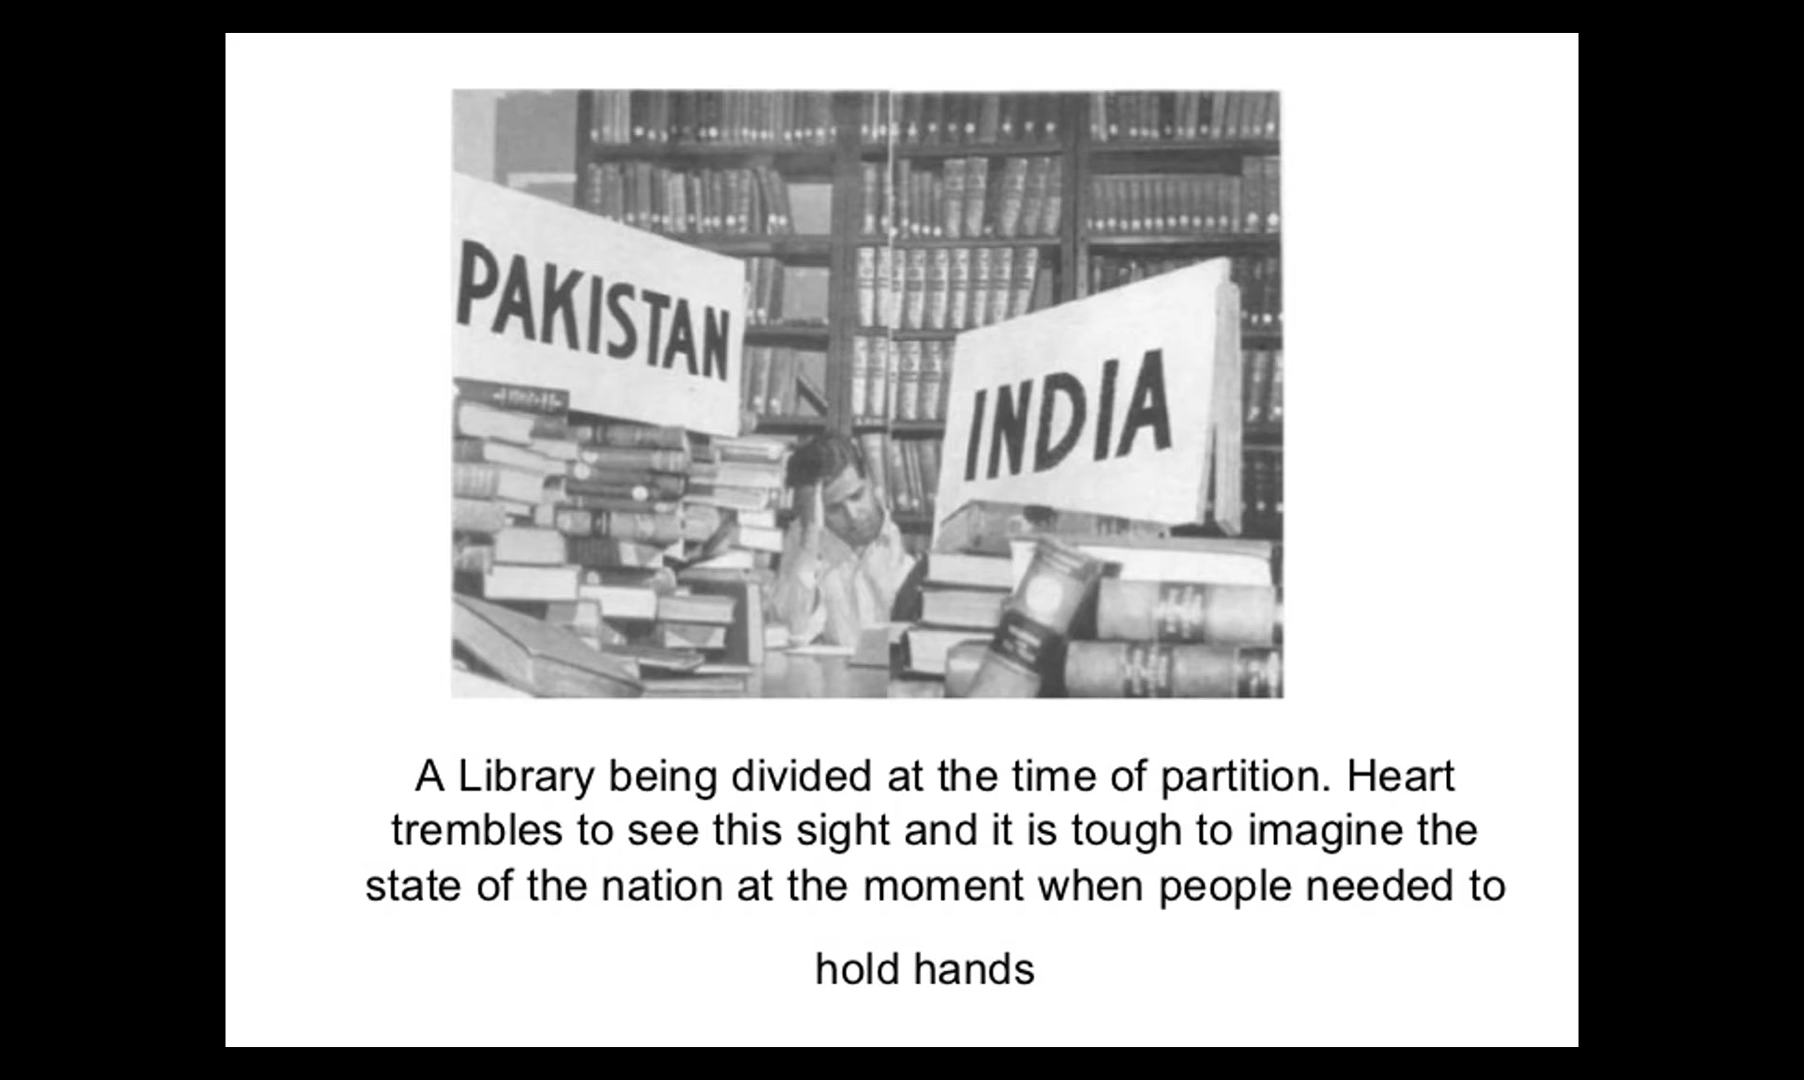 PAKISTAN
INDIA
A Library being divided at the time of partition. Heart
trembles to see this sight and it is tough to imagine the
state of the nation at the moment when people needed to
hold hands